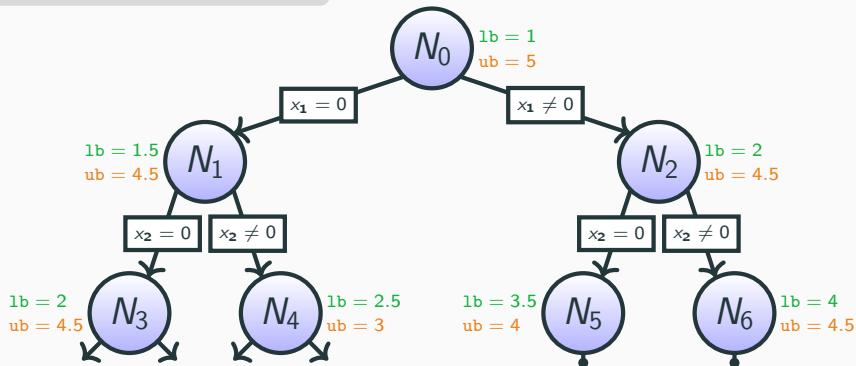 N₀
lb = 1
ub = 5
x₁ = 0
x₁ ≠ 0
lb = 1.5
ub = 4.5
N₁
N₂
lb = 2
ub = 4.5
x₂ = 0
x₂ ≠ 0
x₂ = 0
x₂ ≠ 0
lb = 2
ub = 4.5
N₃
N₄
lb = 2.5
ub = 3
lb = 3.5
ub = 4
N₅
N₆
lb = 4
ub = 4.5